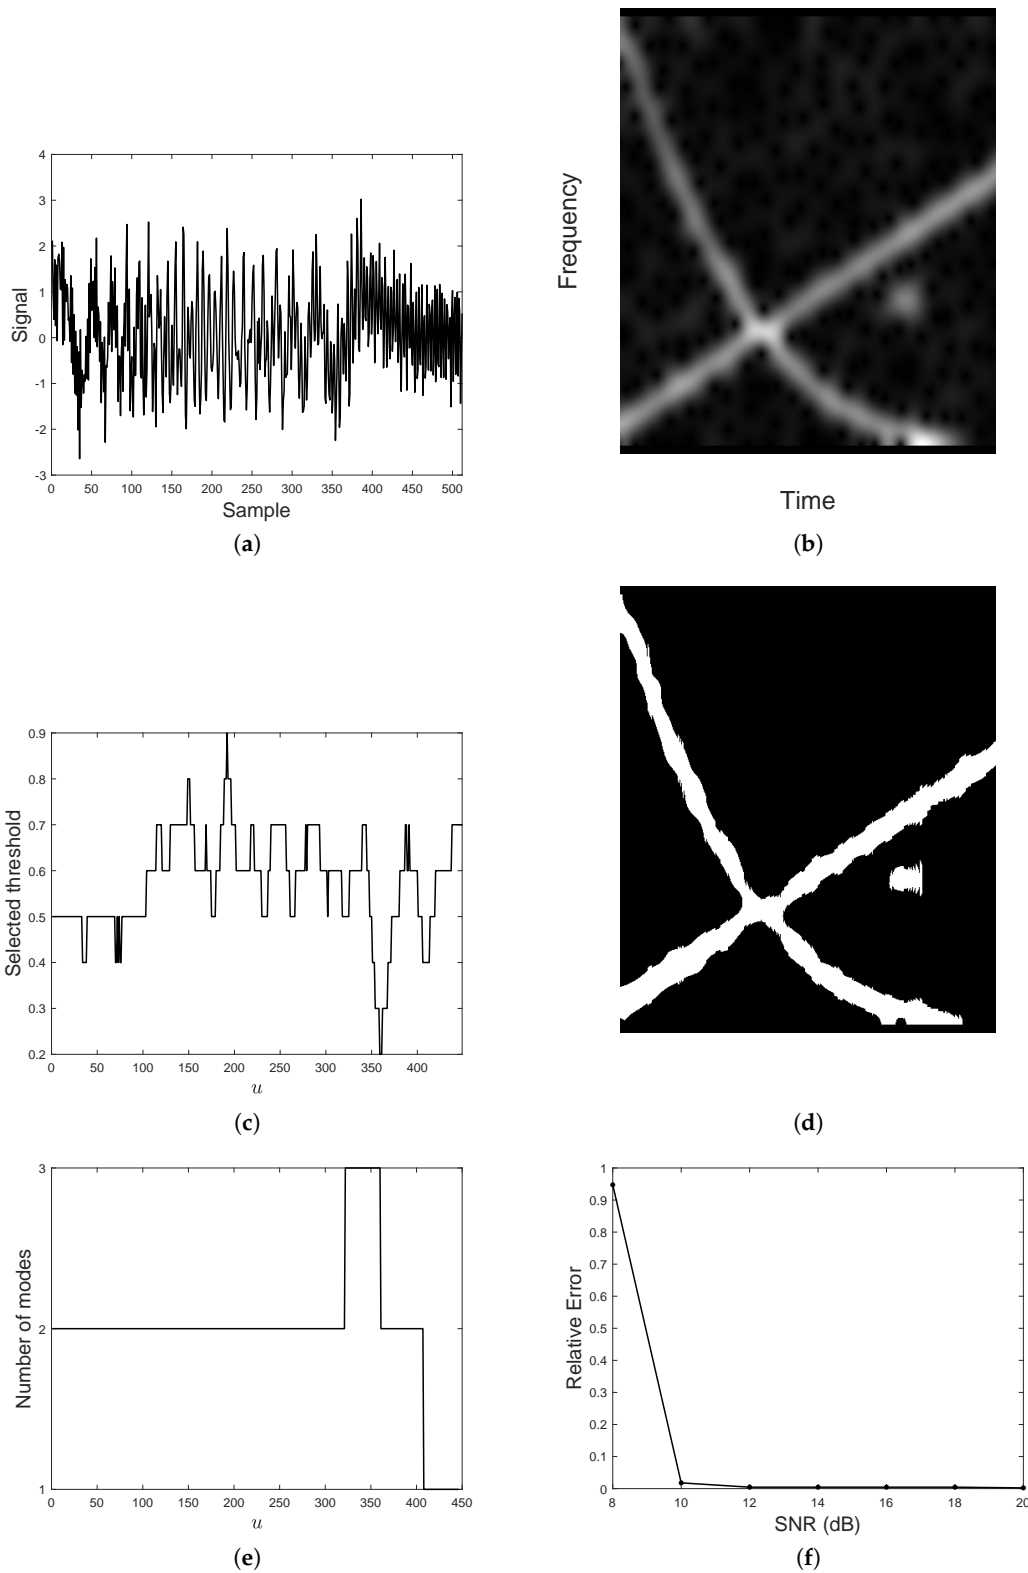 4
3
2
1
0
-1
-2
-3
Signal
0 50 100 150 200 250 300 350 400 450 500
Sample
(a)
Frequency
Time
(b)
0.9
0.8
0.7
0.6
0.5
0.4
0.3
0.2
Selected threshold
0 50 100 150 200 250 300 350 400
u
(c)
(d)
3
2
1
Number of modes
0 50 100 150 200 250 300 350 400 450
u
(e)
1
0.9
0.8
0.7
0.6
0.5
0.4
0.3
0.2
0.1
0
Relative Error
8 10 12 14 16 18 20
SNR (dB)
(f)